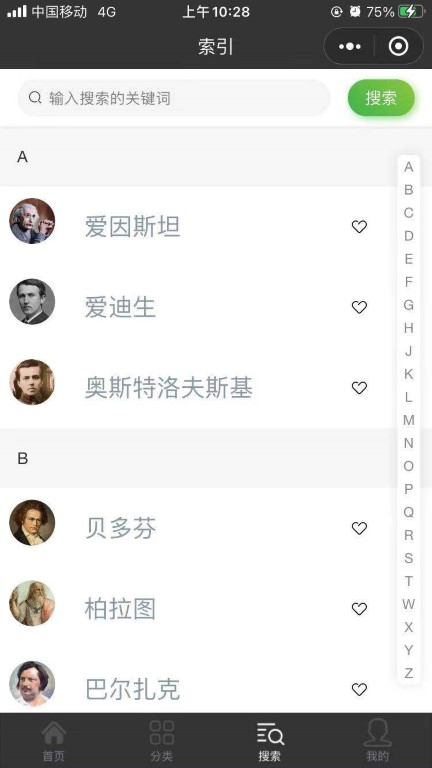 中国移动 4G 上午10:28 75%
索引
输入搜索的关键词 搜索
A
爱因斯坦
爱迪生
奥斯特洛夫斯基
B
贝多芬
柏拉图
巴尔扎克
A
B
C
D
E
F
G
H
J
K
L
M
N
O
P
Q
R
S
T
W
X
Y
Z
首页 分类 搜索 我的